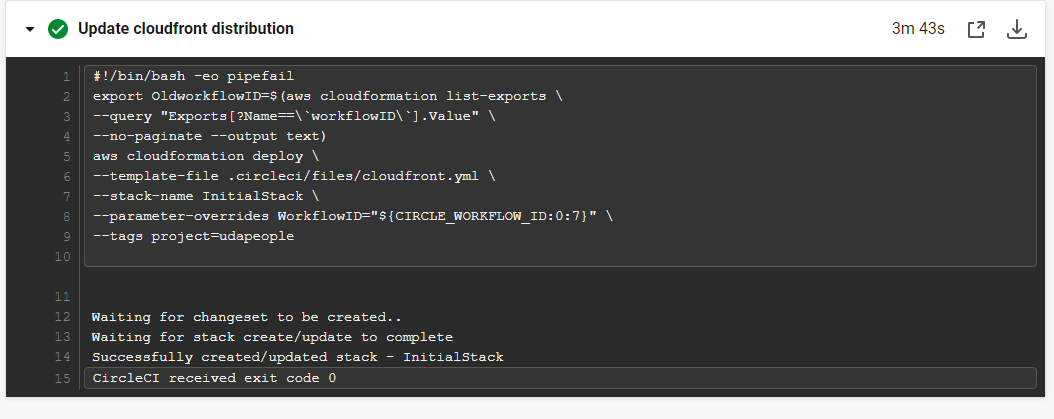 Update cloudfront distribution 3m 43s
1 #!/bin/bash -eo pipefail
2 export OldworkflowID=$(aws cloudformation list-exports \
3 --query "Exports[?Name==\`workflowID\`].Value" \
4 --no-paginate --output text)
5 aws cloudformation deploy \
6 --template-file .circleci/files/cloudfront.yml \
7 --stack-name InitialStack \
8 --parameter-overrides WorkflowID="${CIRCLE_WORKFLOW_ID:0:7}" \
9 --tags project=udapeople
10
11
12 Waiting for changeset to be created..
13 Waiting for stack create/update to complete
14 Successfully created/updated stack - InitialStack
15 CircleCI received exit code 0